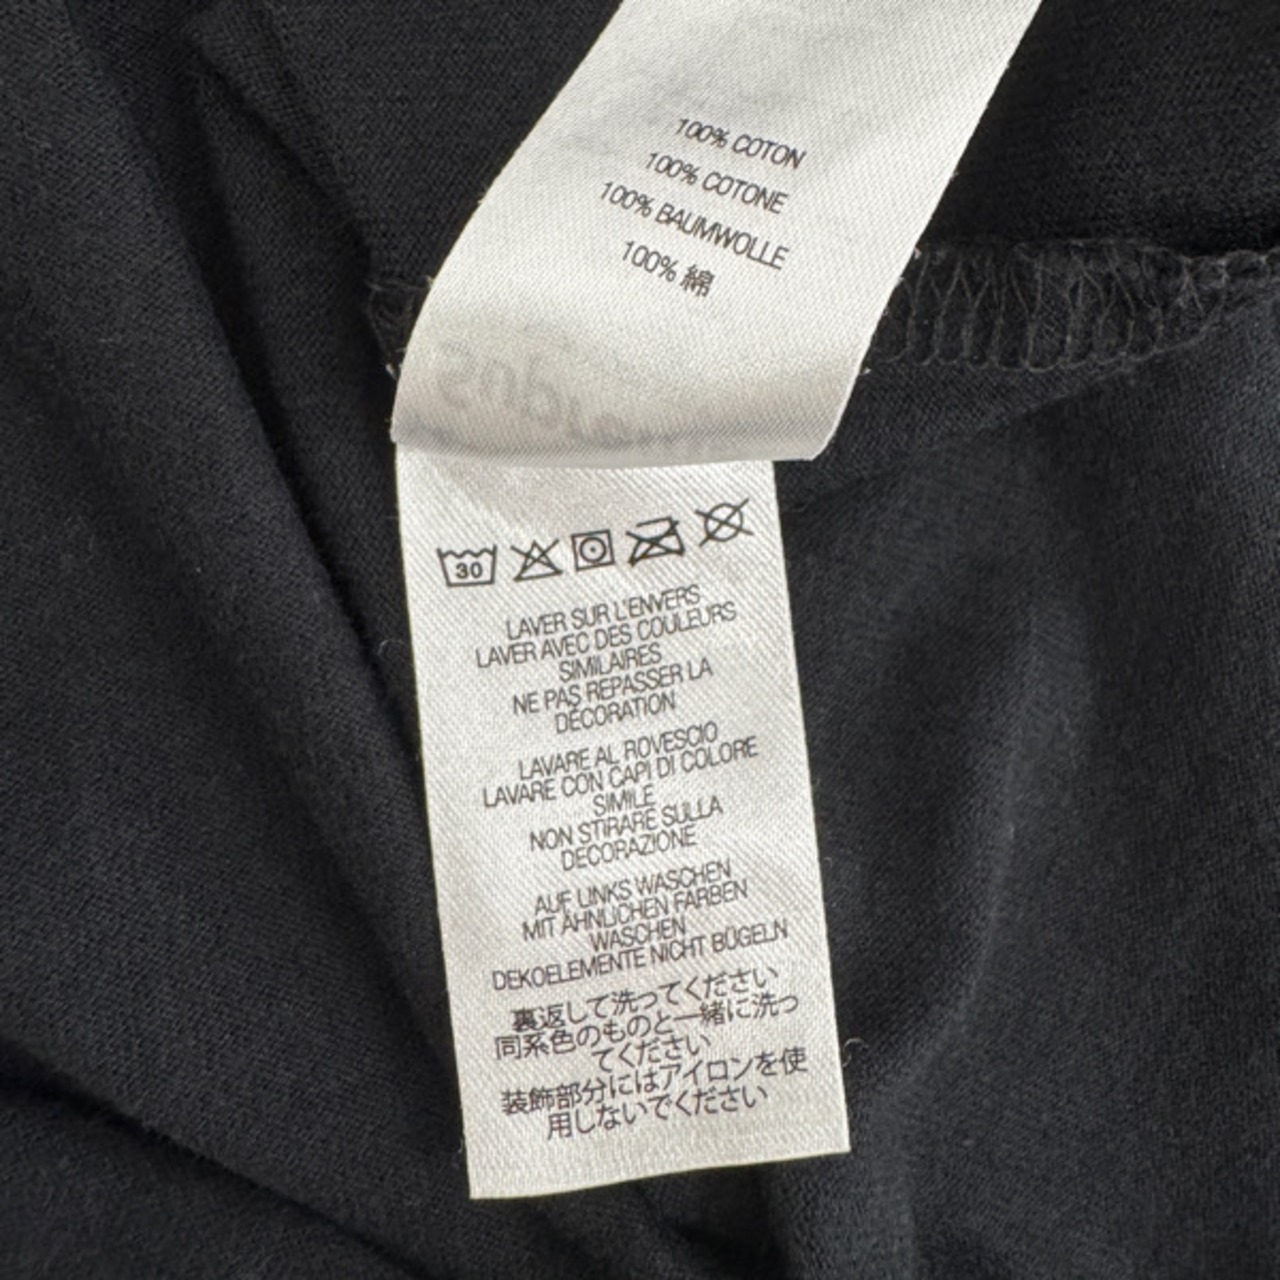 100% COTON
100% COTONE
100% BAUMWOLLE
100% 綿
30
LAVER SUR L'ENVERS
LAVER AVEC DES COULEURS
SIMILAIRES
NE PAS REPASSER LA
DÉCORATION
LAVARE AL ROVESCIO
LAVARE CON CAPI DI COLORE
SIMILE
NON STIRARE SULLA
DECORAZIONE
AUF LINKS WASCHEN
MIT ÄHNLICHEN FARBEN
WASCHEN
DEKOELEMENTE NICHT BÜGELN
裏返して洗ってください
同系色のものと一緒に洗っ
てください
装飾部分にはアイロンを使
用しないでください